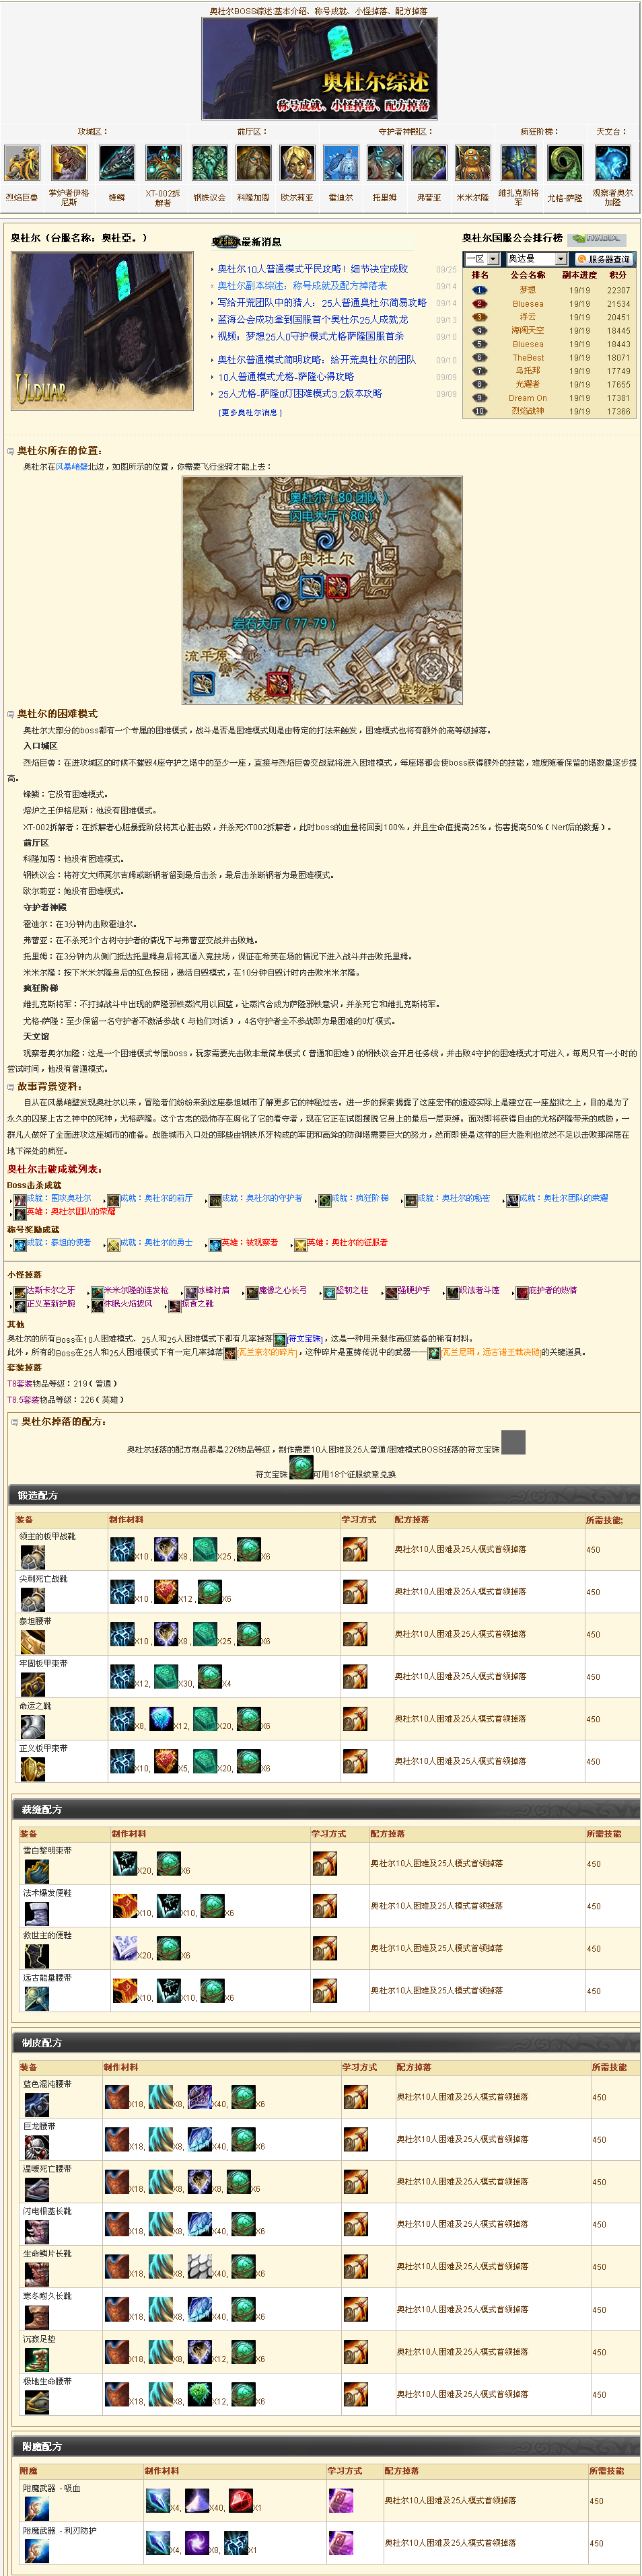 奥杜尔BOSS综述:基本介绍、称号成就、小怪掉落、配方掉落
奥杜尔综述
称号成就、小怪掉落、配方掉落
攻城区：
前厅区：
守护者神殿区：
疯狂阶梯：
天文台：
烈焰巨兽
掌炉者伊格尼斯
锋鳞
XT-002拆解者
钢铁议会
科隆加恩
欧尔莉亚
霍迪尔
托里姆
弗蕾亚
米米尔隆
维扎克斯将军
尤格-萨隆
观察者奥尔加隆
奥杜尔（台服名称：奥杜亞。）
ULDUAR
奥杜尔最新消息
奥杜尔10人普通模式平民攻略！细节决定成败 09/25
奥杜尔副本综述：称号成就及配方掉落表 09/14
写给开荒团队中的猎人：25人普通奥杜尔简易攻略 09/14
蓝海公会成功拿到国服首个奥杜尔25人成就龙 09/13
视频：梦想25人0守护模式尤格萨隆国服首杀 09/10
奥杜尔普通模式简明攻略：给开荒奥杜尔的团队 09/10
10人普通模式尤格-萨隆心得攻略 09/09
25人尤格-萨隆0灯困难模式3.2版本攻略 09/09
[更多奥杜尔消息]
奥杜尔国服公会排行榜
一区 奥达曼 服务器查询
排名 公会名称 副本进度 积分
1 梦想 19/19 22307
2 Bluesea 19/19 21534
3 浮云 19/19 20451
4 海阔天空 19/19 18445
5 Bluesea 19/19 18443
6 TheBest 19/19 18071
7 乌托邦 19/19 17749
8 光耀者 19/19 17655
9 Dream On 19/19 17381
10 烈焰战神 19/19 17366
奥杜尔所在的位置：
奥杜尔在风暴峭壁北边，如图所示的位置，你需要飞行坐骑才能上去：
奥杜尔（80 团队）
闪电大厅（80）
奥杜尔
岩石大厅（77-79）
流平原
造物者
奥杜尔的困难模式
奥杜尔大部分的boss都有一个专属的困难模式，战斗是否是困难模式则是由特定的打法来触发，困难模式也将有额外的高等级掉落。
入口城区
烈焰巨兽：在进攻城区的时候不摧毁4座守护之塔中的至少一座，直接与烈焰巨兽交战就将进入困难模式，每座塔都会使boss获得额外的技能，难度随着保留的塔数量逐步提
高。
锋鳞：它没有困难模式。
熔炉之王伊格尼斯：他没有困难模式。
XT-002拆解者：在拆解者心脏暴露阶段将其心脏击毁，并杀死XT002拆解者，此时boss的血量将回到100%，并且生命值提高25%，伤害提高50%（Nerf后的数据）。
前厅区
科隆加恩：他没有困难模式。
钢铁议会：将符文大师莫尔吉姆或断钢者留到最后击杀，最后击杀断钢者为最困难模式。
欧尔莉亚：她没有困难模式。
守护者神殿
霍迪尔：在3分钟内击败霍迪尔。
弗蕾亚：在不杀死3个古树守护者的情况下与弗蕾亚交战并击败她。
托里姆：在3分钟内从侧门抵达托里姆身后将其逼入竞技场，保证在希芙在场的情况下进入战斗并击败托里姆。
米米尔隆：按下米米尔隆身后的红色按钮，激活自毁模式，在10分钟自毁计时内击败米米尔隆。
疯狂阶梯
维扎克斯将军：不打掉战斗中出现的萨隆邪铁蒸汽用以回蓝，让蒸汽合成为萨隆邪铁意识，并杀死它和维扎克斯将军。
尤格-萨隆：至少保留一名守护者不激活参战（与他们对话），4名守护者全不参战即为最困难的0灯模式。
天文馆
观察者奥尔加隆：这是一个困难模式专属boss，玩家需要先击败率最简单模式（普通和困难）的钢铁议会开启任务线，并击败4守护的困难模式才可进入，每周只有一小时的
尝试时间，他没有普通模式。
故事背景资料：
自从在风暴峭壁发现奥杜尔以来，冒险者们纷纷来到这座泰坦城市了解更多它的神秘过去。进一步的探索揭露了这座宏伟的遗迹实际上是建立在一座监狱之上，目的是为了
永久的囚禁上古之神中的死神，尤格萨隆。这个古老的恐怖存在腐化了它的看守者，现在它正在试图摆脱它身上的最后一层束缚。面对即将获得自由的尤格萨隆带来的威胁，一
群凡人做好了全面进攻这座城市的准备。战胜城市入口处的那些由钢铁爪牙构成的军团和高耸的防御塔需要巨大的努力，然而即使是这样的巨大胜利也依然不足以击败那深居在
地下深处的疯狂。
奥杜尔击破成就列表：
Boss击杀成就
成就：围攻奥杜尔 成就：奥杜尔的前厅 成就：奥杜尔的守护者 成就：疯狂阶梯 成就：奥杜尔的秘密 成就：奥杜尔团队的荣耀
英雄：奥杜尔团队的荣耀
称号奖励成就
成就：泰坦的使者 成就：奥杜尔的勇士 英雄：被观察者 英雄：奥杜尔的征服者
小怪掉落
达斯卡尔之牙 米米尔隆的连发枪 冰锋衬肩 魔像之心长弓 坚韧之柱 强硬护手 织法者斗篷 庇护者的热情
正义革新护腕 休眠火焰披风 掠食之靴
其他
奥杜尔的所有Boss在10人困难模式、25人和25人困难模式下都有几率掉落[符文宝珠]，这是一种用来製作高级装备的稀有材料。
此外，所有的Boss在25人和25人困难模式下有一定几率掉落[瓦兰奈尔的碎片]，这种碎片是重铸传说中的武器——[瓦兰尼珥，远古诸王裁决槌]的关键道具。
套装掉落
T8套装物品等级：219（普通）
T8.5套装物品等级：226（英雄）
奥杜尔掉落的配方：
奥杜尔掉落的配方制品都是226物品等级，制作需要10人困难及25人普通/困难模式BOSS掉落的符文宝珠
符文宝珠可用18个征服纹章兑换
锻造配方
装备 制作材料 学习方式 配方掉落 所需技能:
领主的板甲战靴 X10，X8，X25，X6 奥杜尔10人困难及25人模式首领掉落 450
尖刺死亡战靴 X10，X12，X6 奥杜尔10人困难及25人模式首领掉落 450
泰坦腰带 X10，X8，X25，X6 奥杜尔10人困难及25人模式首领掉落 450
牢固板甲束带 X12，X30，X4 奥杜尔10人困难及25人模式首领掉落 450
命运之靴 X8，X12，X20，X6 奥杜尔10人困难及25人模式首领掉落 450
正义板甲束带 X10，X5，X20，X6 奥杜尔10人困难及25人模式首领掉落 450
裁缝配方
装备 制作材料 学习方式 配方掉落 所需技能
雪白黎明束带 X20，X6 奥杜尔10人困难及25人模式首领掉落 450
法术爆发便鞋 X10，X10，X6 奥杜尔10人困难及25人模式首领掉落 450
救世主的便鞋 X20，X6 奥杜尔10人困难及25人模式首领掉落 450
远古能量腰带 X10，X10，X6 奥杜尔10人困难及25人模式首领掉落 450
制皮配方
装备 制作材料 学习方式 配方掉落 所需技能
蓝色混沌腰带 X18，X8，X40，X6 奥杜尔10人困难及25人模式首领掉落 450
巨龙腰带 X18，X8，X40，X6 奥杜尔10人困难及25人模式首领掉落 450
温暖死亡腰带 X18，X8，X8，X6 奥杜尔10人困难及25人模式首领掉落 450
闪电根基长靴 X18，X8，X40，X6 奥杜尔10人困难及25人模式首领掉落 450
生命鳞片长靴 X18，X8，X40，X6 奥杜尔10人困难及25人模式首领掉落 450
寒冬耐久长靴 X18，X8，X40，X6 奥杜尔10人困难及25人模式首领掉落 450
沉寂足垫 X18，X8，X12，X6 奥杜尔10人困难及25人模式首领掉落 450
极地生命腰带 X18，X8，X12，X6 奥杜尔10人困难及25人模式首领掉落 450
附魔配方
附魔 制作材料 学习方式 配方掉落 所需技能
附魔武器 - 吸血 X4，X40，X1 奥杜尔10人困难及25人模式首领掉落 450
附魔武器 - 利刃防护 X4，X8，X1 奥杜尔10人困难及25人模式首领掉落 450